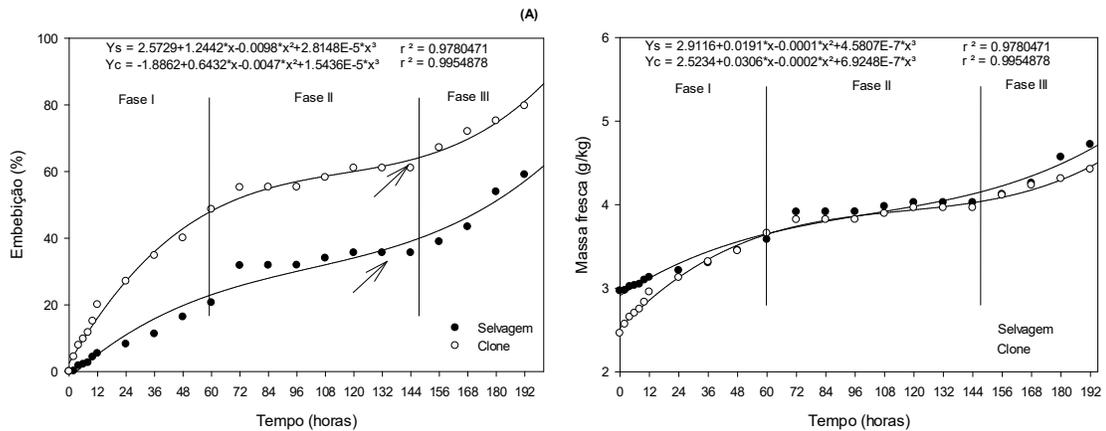 (A)
Ys = 2.5729+1.2442*x-0.0098*x²+2.8148E-5*x³ r² = 0.9780471
Yc = -1.8862+0.6432*x-0.0047*x²+1.5436E-5*x³ r² = 0.9954878
Fase I
Fase II
Fase III
100
80
60
40
20
0
Embebição (%)
Selvagem
Clone
0 12 24 36 48 60 72 84 96 108 120 132 144 156 168 180 192
Tempo (horas)
Ys = 2.9116+0.0191*x-0.0001*x²+4.5807E-7*x³ r² = 0.9780471
Yc = 2.5234+0.0306*x-0.0002*x²+6.9248E-7*x³ r² = 0.9954878
Fase I
Fase II
Fase III
6
5
4
3
2
Massa fresca (g/kg)
Selvagem
Clone
0 12 24 36 48 60 72 84 96 108 120 132 144 156 168 180 192
Tempo (horas)